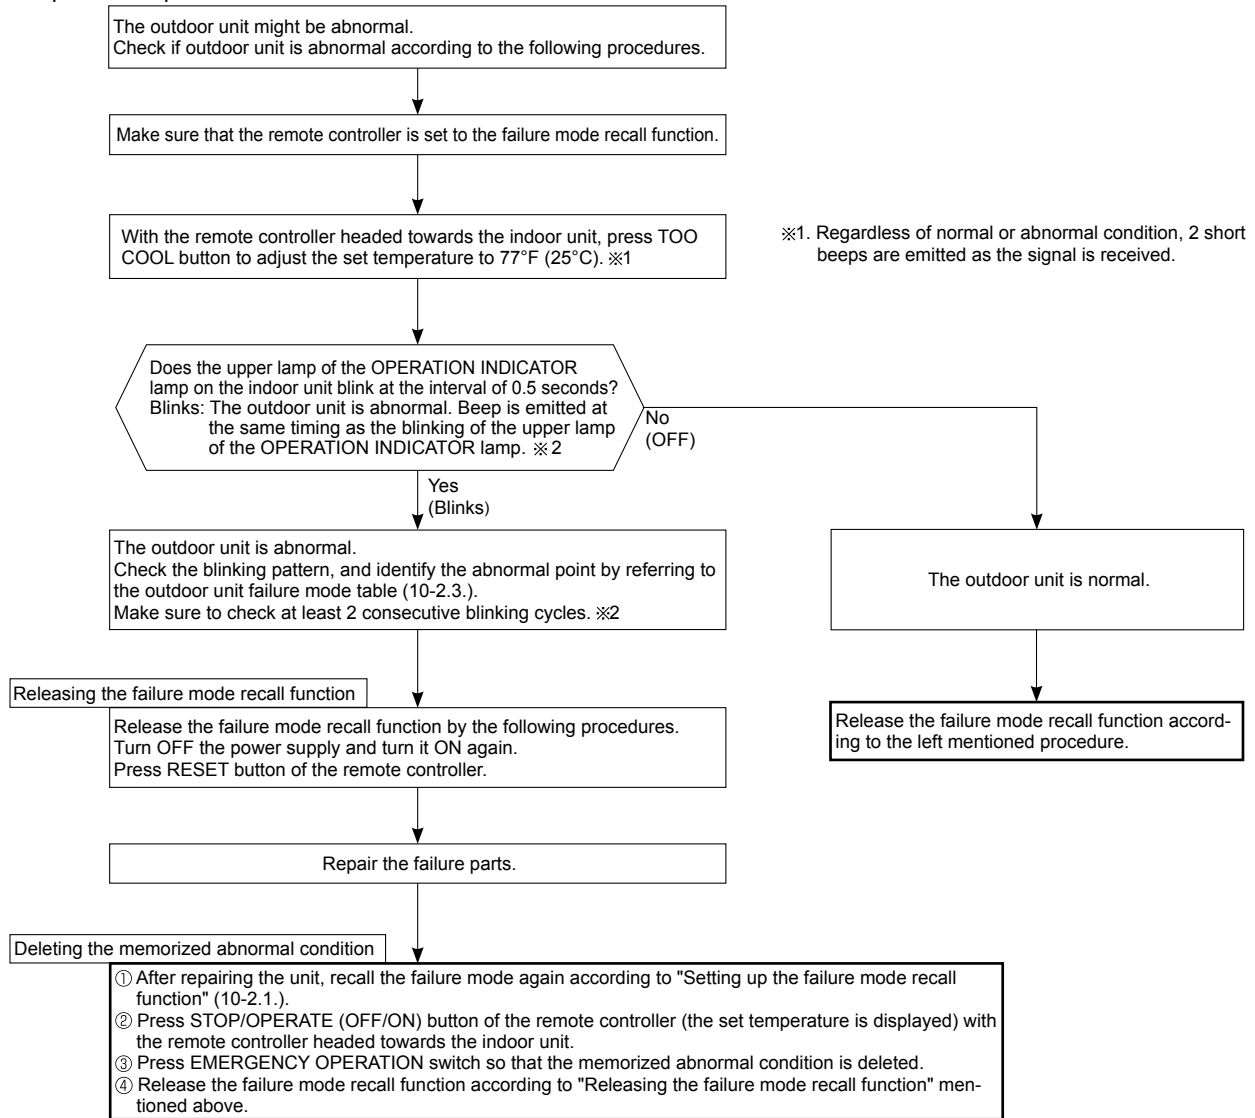 The outdoor unit might be abnormal.
Check if outdoor unit is abnormal according to the following procedures.
Make sure that the remote controller is set to the failure mode recall function.
With the remote controller headed towards the indoor unit, press TOO
COOL button to adjust the set temperature to 77°F (25°C). ※1
※1. Regardless of normal or abnormal condition, 2 short
beeps are emitted as the signal is received.
Does the upper lamp of the OPERATION INDICATOR
lamp on the indoor unit blink at the interval of 0.5 seconds?
Blinks: The outdoor unit is abnormal. Beep is emitted at
the same timing as the blinking of the upper lamp
of the OPERATION INDICATOR lamp. ※2
No
(OFF)
Yes
(Blinks)
The outdoor unit is abnormal.
Check the blinking pattern, and identify the abnormal point by referring to
the outdoor unit failure mode table (10-2.3.).
Make sure to check at least 2 consecutive blinking cycles. ※2
The outdoor unit is normal.
Releasing the failure mode recall function
Release the failure mode recall function by the following procedures.
Turn OFF the power supply and turn it ON again.
Press RESET button of the remote controller.
Release the failure mode recall function accord-
ing to the left mentioned procedure.
Repair the failure parts.
Deleting the memorized abnormal condition
① After repairing the unit, recall the failure mode again according to "Setting up the failure mode recall
function" (10-2.1.).
② Press STOP/OPERATE (OFF/ON) button of the remote controller (the set temperature is displayed) with
the remote controller headed towards the indoor unit.
③ Press EMERGENCY OPERATION switch so that the memorized abnormal condition is deleted.
④ Release the failure mode recall function according to "Releasing the failure mode recall function" men-
tioned above.